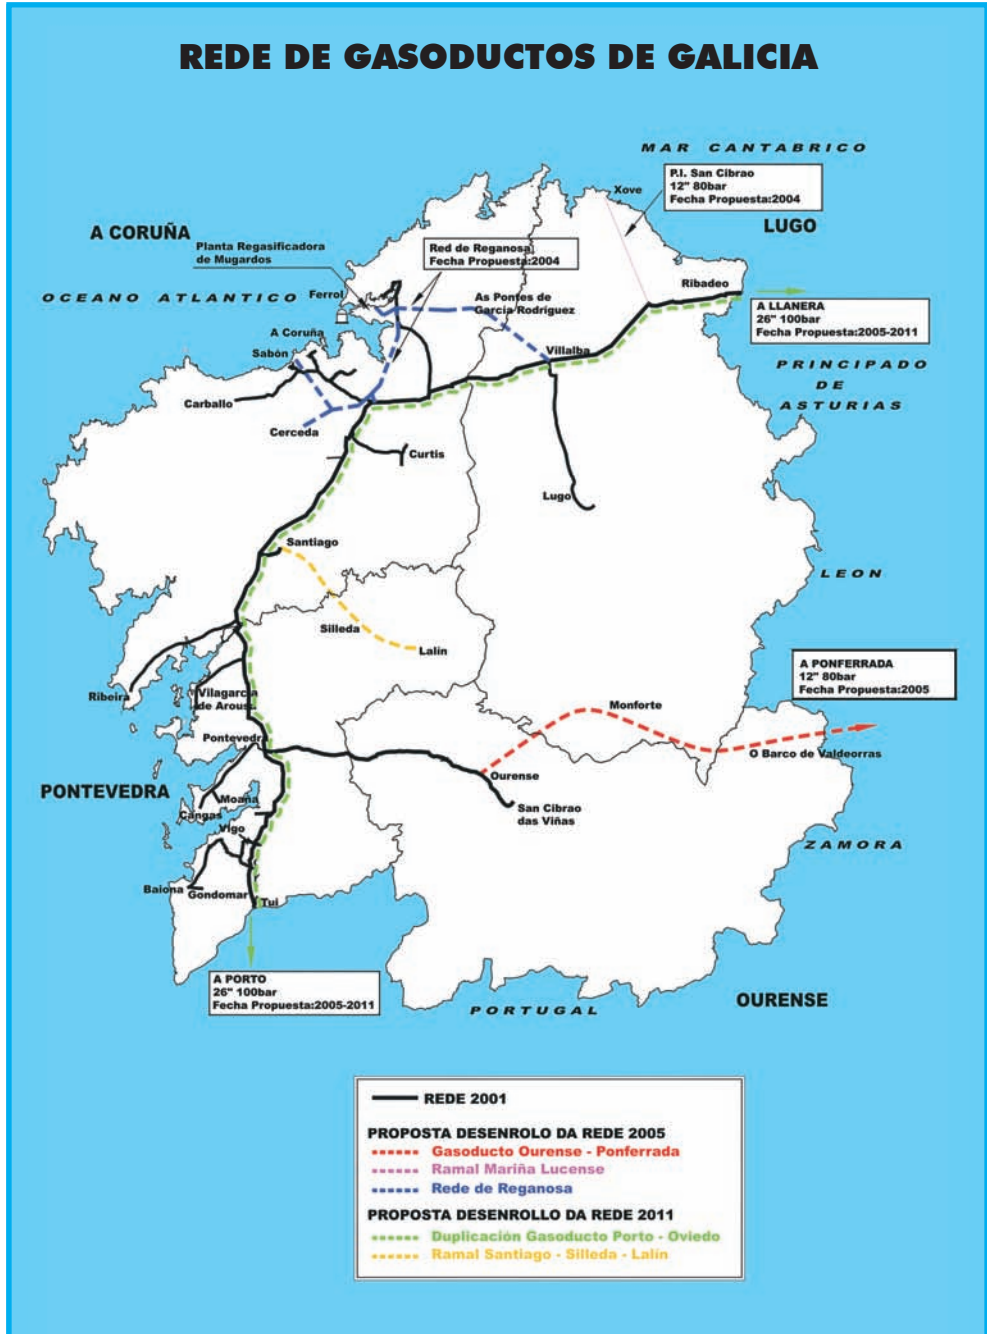 REDE DE GASODUCTOS DE GALICIA
MAR CANTABRICO
P.I. San Cibrao
12" 80bar
Fecha Propuesta:2004
Xove
LUGO
A CORUÑA
Planta Regasificadora
de Mugardos
Red de Reganosa
Fecha Propuesta:2004
OCEANO ATLANTICO
Ferrol
As Pontes de
García Rodríguez
Ribadeo
A LLANERA
26" 100bar
Fecha Propuesta:2005-2011
A Coruña
Sabón
Villalba
PRINCIPADO
DE
ASTURIAS
Carballo
Cerceda
Curtis
Lugo
Santiago
LEON
Silleda
Lalín
A PONFERRADA
12" 80bar
Fecha Propuesta:2005
Ribeira
Vilagarcía
de Arousa
Monforte
Pontevedra
O Barco de Valdeorras
Ourense
PONTEVEDRA
Moaña
Cangas
San Cibrao
das Viñas
Vigo
ZAMORA
Baiona
Gondomar
Tui
A PORTO
26" 100bar
Fecha Propuesta:2005-2011
PORTUGAL
OURENSE
REDE 2001
PROPOSTA DESENROLO DA REDE 2005
Gasoducto Ourense - Ponferrada
Ramal Mariña Lucense
Rede de Reganosa
PROPOSTA DESENROLLO DA REDE 2011
Duplicación Gasoducto Porto - Oviedo
Ramal Santiago - Silleda - Lalín